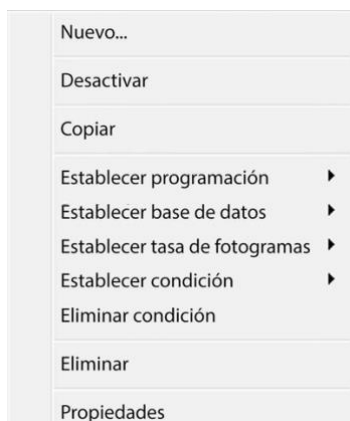 Nuevo...
Desactivar
Copiar
Establecer programación
Establecer base de datos
Establecer tasa de fotogramas
Establecer condición
Eliminar condición
Eliminar
Propiedades